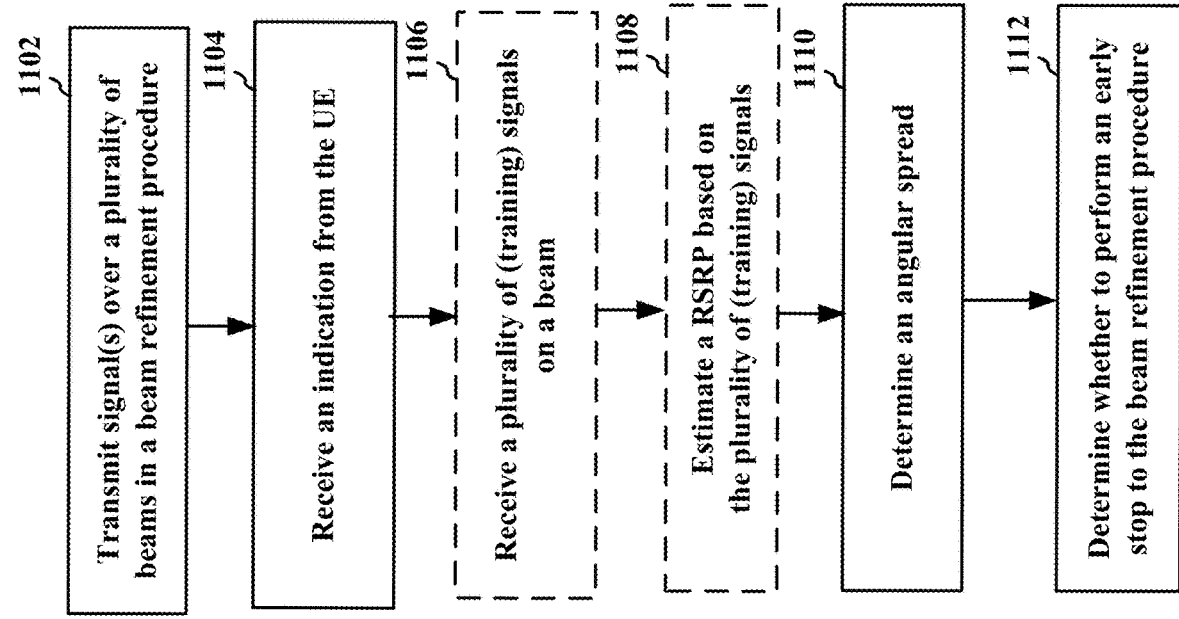 1102
Transmit signal(s) over a plurality of
beams in a beam refinement procedure
1104
Receive an indication from the UE
1106
Receive a plurality of (training) signals
on a beam
1108
Estimate a RSRP based on
the plurality of (training) signals
1110
Determine an angular spread
1112
Determine whether to perform an early
stop to the beam refinement procedure